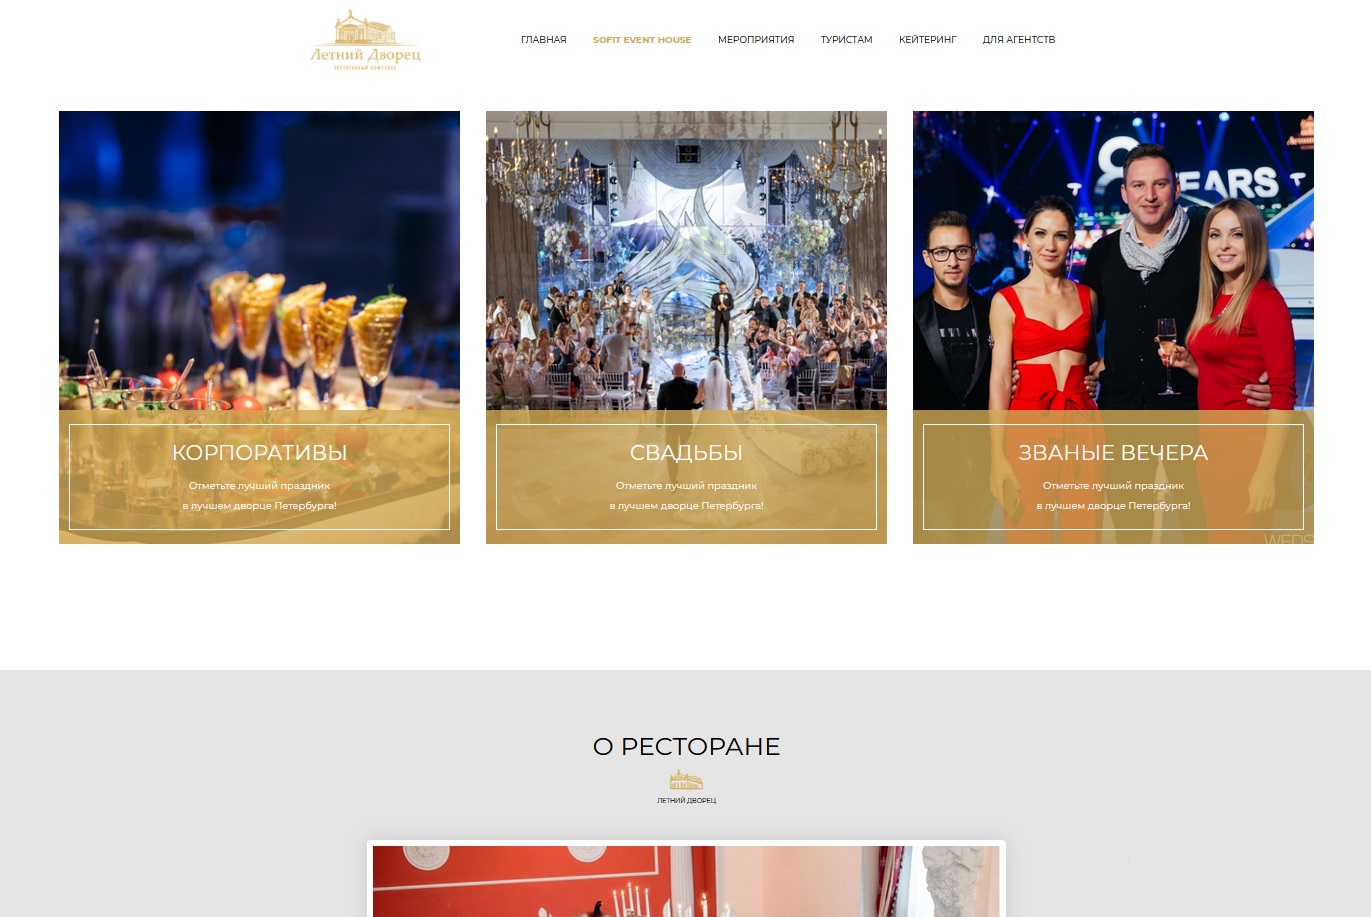 Летний Дворец
РЕСТОРАННЫЙ КОМПЛЕКС
ГЛАВНАЯ
SOFIT EVENT HOUSE
МЕРОПРИЯТИЯ
ТУРИСТАМ
КЕЙТЕРИНГ
ДЛЯ АГЕНТСТВ
EARS
КОРПОРАТИВЫ
Отметьте лучший праздник
в лучшем дворце Петербурга!
СВАДЬБЫ
Отметьте лучший праздник
в лучшем дворце Петербурга!
ЗВАНЫЕ ВЕЧЕРА
Отметьте лучший праздник
в лучшем дворце Петербурга!
WEDS
О РЕСТОРАНЕ
ЛЕТНИЙ ДВОРЕЦ